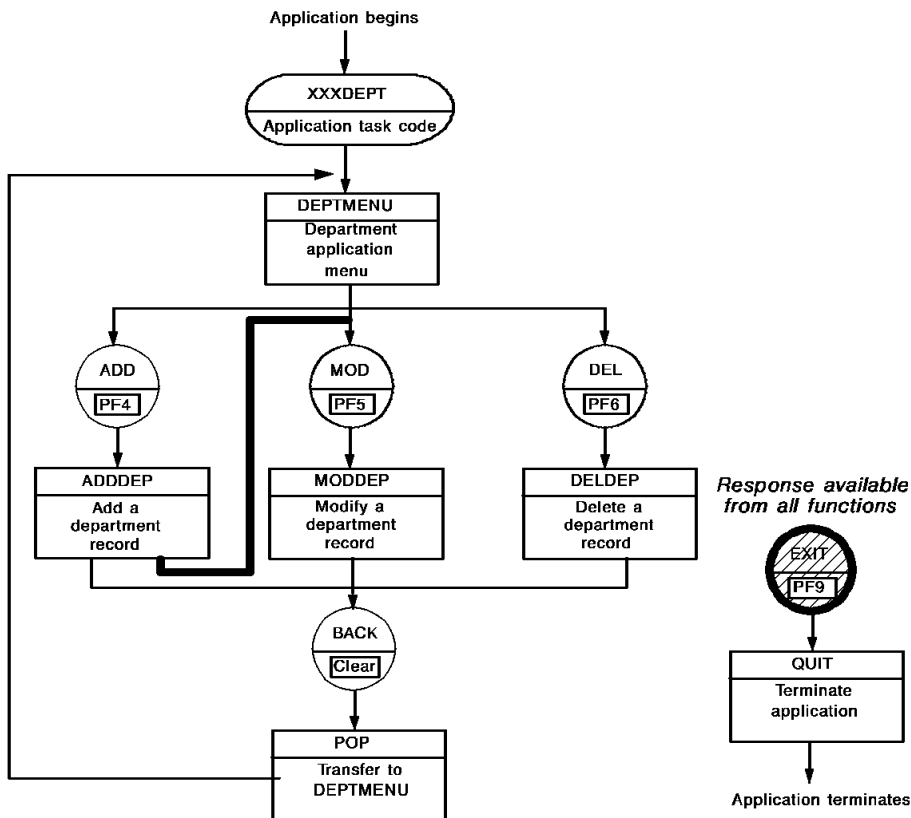 Application begins
XXXDEPT
Application task code
DEPTMENU
Department
application
menu
ADD
PF4
MOD
PF5
DEL
PF6
ADDDEP
Add a
department
record
MODDEP
Modify a
department
record
DELDEP
Delete a
department
record
Response available
from all functions
EXIT
PF9
BACK
Clear
QUIT
Terminate
application
POP
Transfer to
DEPTMENU
Application terminates